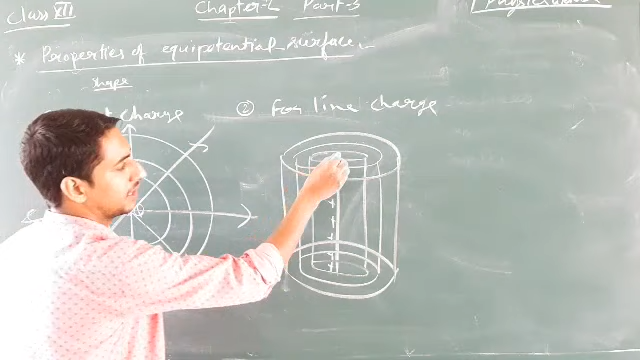 Class XII
Chapter-2 Part-3
* Properties of equipotential surface
shape
charge
② For line charge